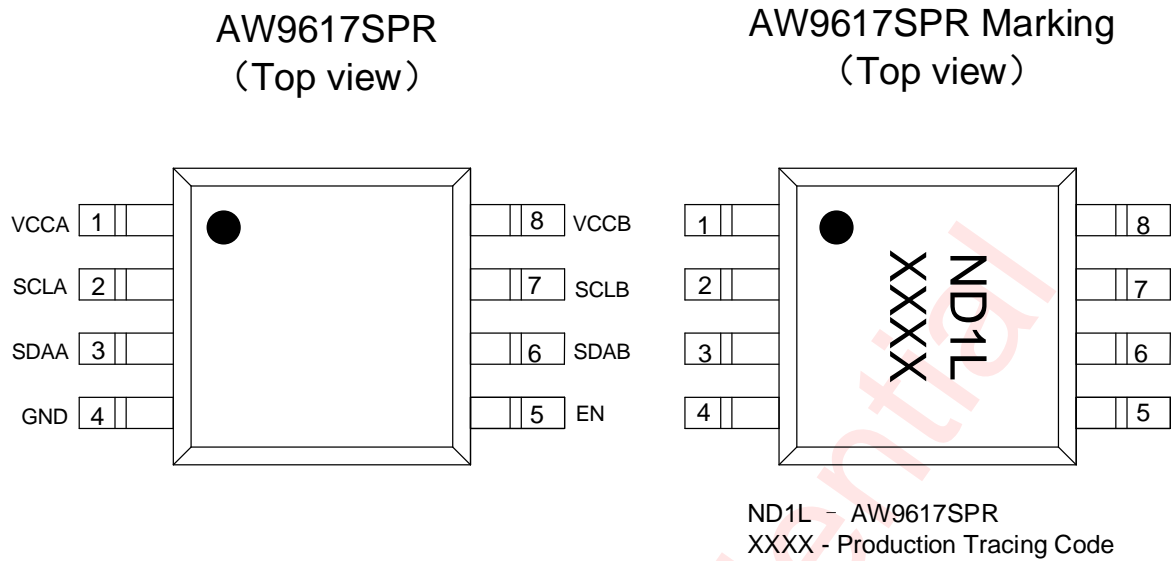 AW9617SPR
（Top view）
AW9617SPR Marking
（Top view）
VCCA 1
8 VCCB
SCLA 2
7 SCLB
SDAA 3
6 SDAB
GND 4
5 EN
1
8
2
7
3
6
4
5
ND1L
XXXX
ND1L – AW9617SPR
XXXX - Production Tracing Code